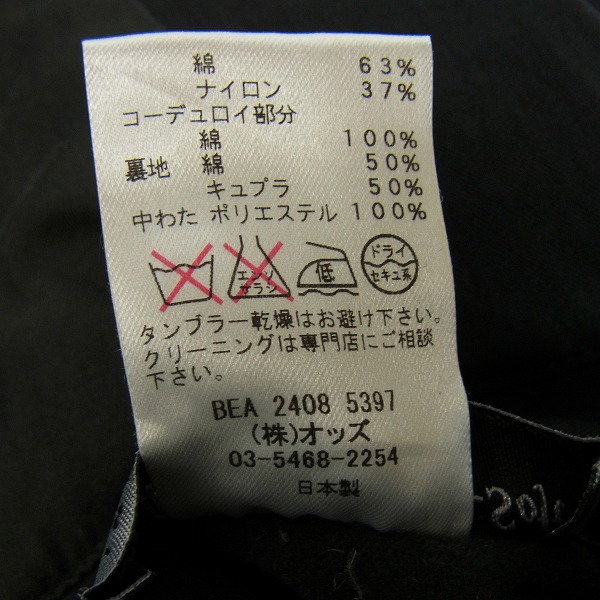 綿 63%
ナイロン 37%
コーデュロイ部分
綿 100%
裏地 綿 50%
キュプラ 50%
中わた ポリエステル 100%
エンソサラシ 低 ドライ
セキユ系
タンブラー乾燥はお避け下さい。
クリーニングは専門店にご相談
下さい。
BEA 2408 5397
(株)オッズ
03-5468-2254
日本製